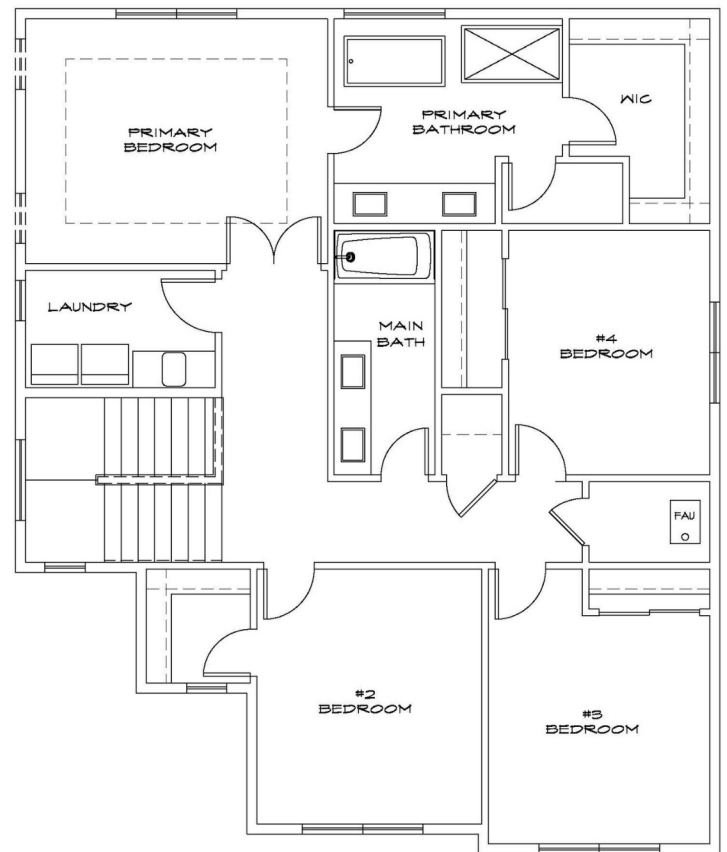 PRIMARY
BEDROOM
PRIMARY
BATHROOM
WIC
LAUNDRY
MAIN
BATH
#4
BEDROOM
FAU
#2
BEDROOM
#3
BEDROOM